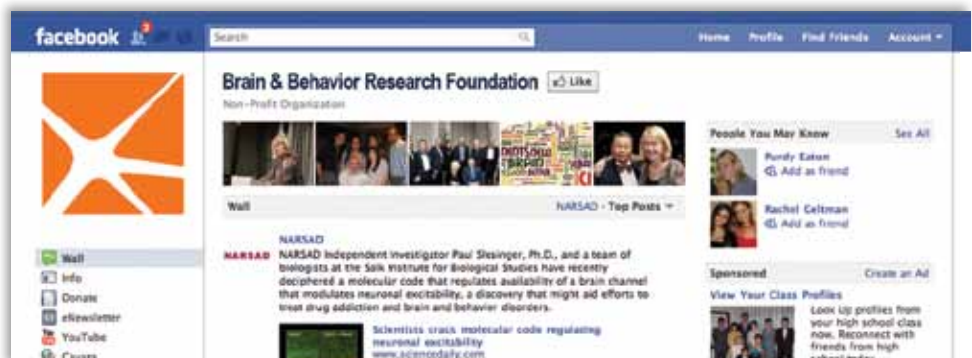 facebook
Search
Home Profile Find Friends Account
Brain & Behavior Research Foundation Like
Non-Profit Organization
Wall NARSAD · Top Posts
NARSAD
NARSAD NARSAD Independent Investigator Paul Slesinger, Ph.D., and a team of
biologists at the Salk Institute for Biological Studies have recently
deciphered a molecular code that regulates availability of a brain channel
that modulates neuronal excitability, a discovery that might aid efforts to
treat drug addiction and brain and behavior disorders.
Scientists crack molecular code regulating
neuronal excitability
www.sciencedaily.com
Wall
Info
Donate
eNewsletter
YouTube
Causes
People You May Know See All
Purdy Eaton
Add as friend
Rachel
Add as friend
Sponsored Create an Ad
View Your Class Profiles
Look up profiles from
your high school class
now. Reconnect with
friends from high
school today